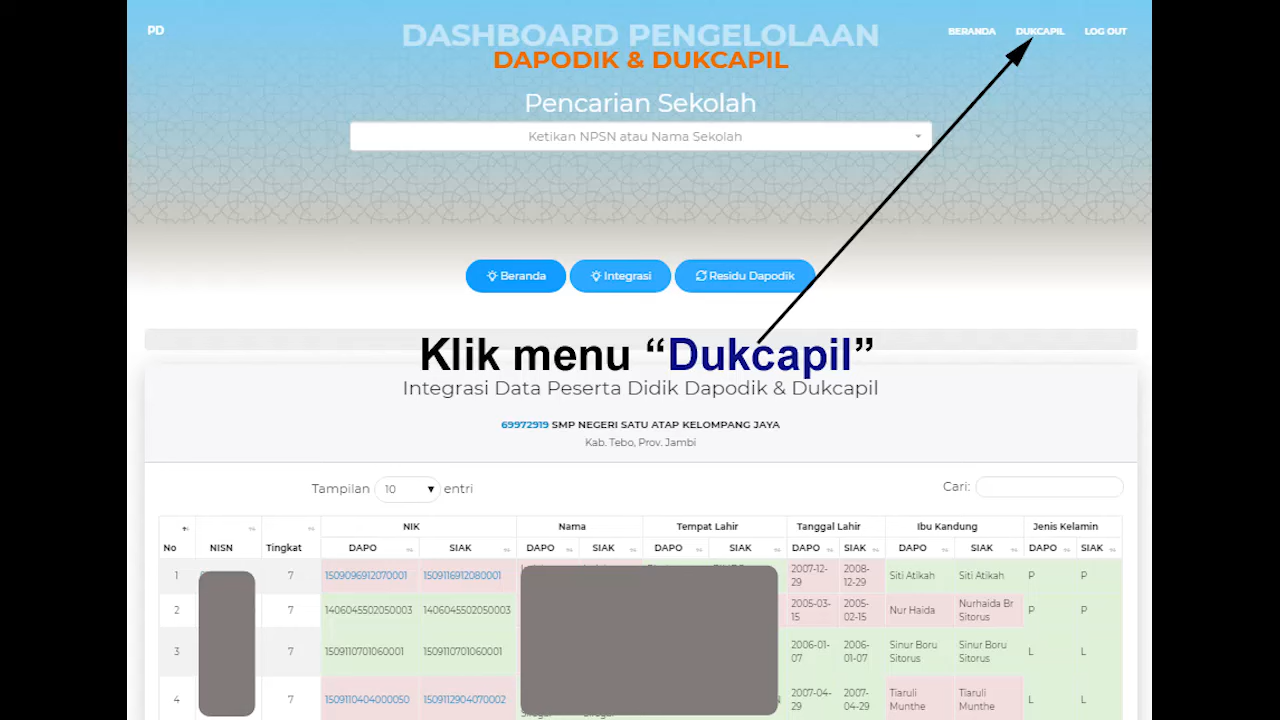 PD
BERANDA DUKCAPIL LOG OUT
DASHBOARD PENGELOLAAN
DAPODIK & DUKCAPIL
Pencarian Sekolah
Ketikan NPSN atau Nama Sekolah
Beranda Integrasi Residu Dapodik
Klik menu “Dukcapil”
Integrasi Data Peserta Didik Dapodik & Dukcapil
69972919 SMP NEGERI SATU ATAP KELOMPANG JAYA
Kab. Tebo, Prov. Jambi
Tampilan 10 entri Cari:
No NISN Tingkat NIK Nama Tempat Lahir Tanggal Lahir Ibu Kandung Jenis Kelamin
DAPO SIAK DAPO SIAK DAPO SIAK DAPO SIAK DAPO SIAK DAPO SIAK
1 7 1509096912070001 1509116912080001 2007-12-29 2008-12-29 Siti Atikah Siti Atikah P P
2 7 1406045502050003 1406045502050003 2005-03-15 2005-02-15 Nur Haida Nurhaida Br Sitorus P P
3 7 1509110701060001 1509110701060001 2006-01-07 2006-01-07 Sinur Boru Sitorus Sinur Boru Sitorus L L
4 7 1509110404000050 1509112904070002 2007-04-29 2007-04-29 Tiaruli Munthe Tiaruli Munthe L L